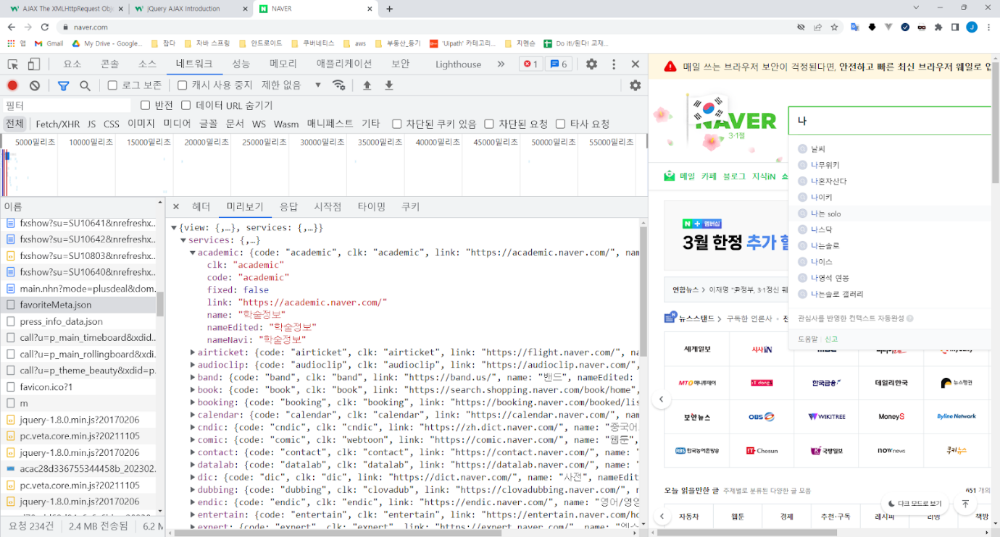 AJAX The XMLHttpRequest Obj
jQuery AJAX Introduction
NAVER
naver.com
앱 Gmail My Drive - Google... 잡다 자바 스프링 안드로이드 쿠버네티스 aws 부동산_등기 'Uipath' 카테고리... 지멘슨 Do it!/된다! 교재...
요소 콘솔 소스 네트워크 성능 메모리 애플리케이션 보안 Lighthouse 1 6
로그 보존 캐시 사용 중지 제한 없음
필터 반전 데이터 URL 숨기기
전체 Fetch/XHR JS CSS 이미지 미디어 글꼴 문서 WS Wasm 매니페스트 기타 차단된 쿠키 있음 차단된 요청 타사 요청
5000밀리초 10000밀리초 15000밀리초 20000밀리초 25000밀리초 30000밀리초 35000밀리초 40000밀리초 45000밀리초 50000밀리초 55000밀리초
이름
fxshow?su=SU10641&nrefreshx...
fxshow?su=SU10642&nrefreshx...
fxshow?su=SU10803&nrefreshx...
fxshow?su=SU10640&nrefreshx...
main.nhn?mode=plusdeal&dom...
favoriteMeta.json
press_info_data.json
call?u=p_main_timeboard&xdid...
call?u=p_main_rollingboard&xdi...
call?u=p_theme_beauty&xdid=p...
favicon.ico?1
m
jquery-1.8.0.min.js?20170206
pc.veta.core.min.js?20211105
jquery-1.8.0.min.js?20170206
acac28d336755344458b_202302...
pc.veta.core.min.js?20211105
jquery-1.8.0.min.js?20170206
요청 234건 2.4 MB 전송됨 6.2 M
헤더 미리보기 응답 시작점 타이밍 쿠키
{view: {,…}, services: {,…}}
services: {,…}
academic: {code: "academic", clk: "academic", link: "https://academic.naver.com/", nam
clk: "academic"
code: "academic"
fixed: false
link: "https://academic.naver.com/"
name: "학술정보"
nameEdited: "학술정보"
nameNavi: "학술정보"
airticket: {code: "airticket", clk: "airticket", link: "https://flight.naver.com/", na
audioclip: {code: "audioclip", clk: "audioclip", link: "https://audioclip.naver.com/",
band: {code: "band", clk: "band", link: "https://band.us/", name: "밴드", nameEdited:
book: {code: "book", clk: "book", link: "https://search.shopping.naver.com/book/home",
booking: {code: "booking", clk: "booking", link: "https://booking.naver.com/booked/lis
calendar: {code: "calendar", clk: "calendar", link: "https://calendar.naver.com/", nam
cndic: {code: "cndic", clk: "cndic", link: "https://zh.dict.naver.com/", name: "중국어
comic: {code: "comic", clk: "webtoon", link: "https://comic.naver.com/", name: "웹툰",
contact: {code: "contact", clk: "contact", link: "https://contact.naver.com/", name: "
datalab: {code: "datalab", clk: "datalab", link: "https://datalab.naver.com/", name: "
dic: {code: "dic", clk: "dic", link: "https://dict.naver.com/", name: "사전", nameEdit
dubbing: {code: "dubbing", clk: "clovadub", link: "https://clovadubbing.naver.com/", n
endic: {code: "endic", clk: "endic", link: "https://endic.naver.com/", name: "영어/영영
entertain: {code: "entertain", clk: "entertain", link: "https://entertain.naver.com/ho
expert: {code: "expert", clk: "expert", link: "https://expert.naver.com/", name: "엑스
매일 쓰는 브라우저 보안이 걱정된다면, 안전하고 빠른 최신 브라우저 웨일로 업
NAVER
3·1절
나
날씨
나무위키
나혼자산다
나이키
나는 solo
나스닥
나는솔로
나이스
나영석 연봉
나는솔로 갤러리
관심사를 반영한 컨텍스트 자동완성
도움말 신고
메일 카페 블로그 지식iN 쇼
N + 멤버십
3월 한정 추가 할
연합뉴스 > 이재명 "尹정부, 3·1정신 훼
뉴스스탠드 > 구독한 언론사
세계일보 시사IN
MTO 머니투데이 iT dong 한국금융 데일리한국 뉴스펭귄
보안뉴스 OBS WIKITREE MoneyS Byline Network
RBS 한국농어촌방송 IT Chosun 국방일보 nownews 쿠키뉴스
오늘 읽을만한 글 주제별로 분류된 다양한 글 모음 651 개의
다크 모드로 보기
자동차 웹툰 경제 추천·구독 레시피 리빙 책방